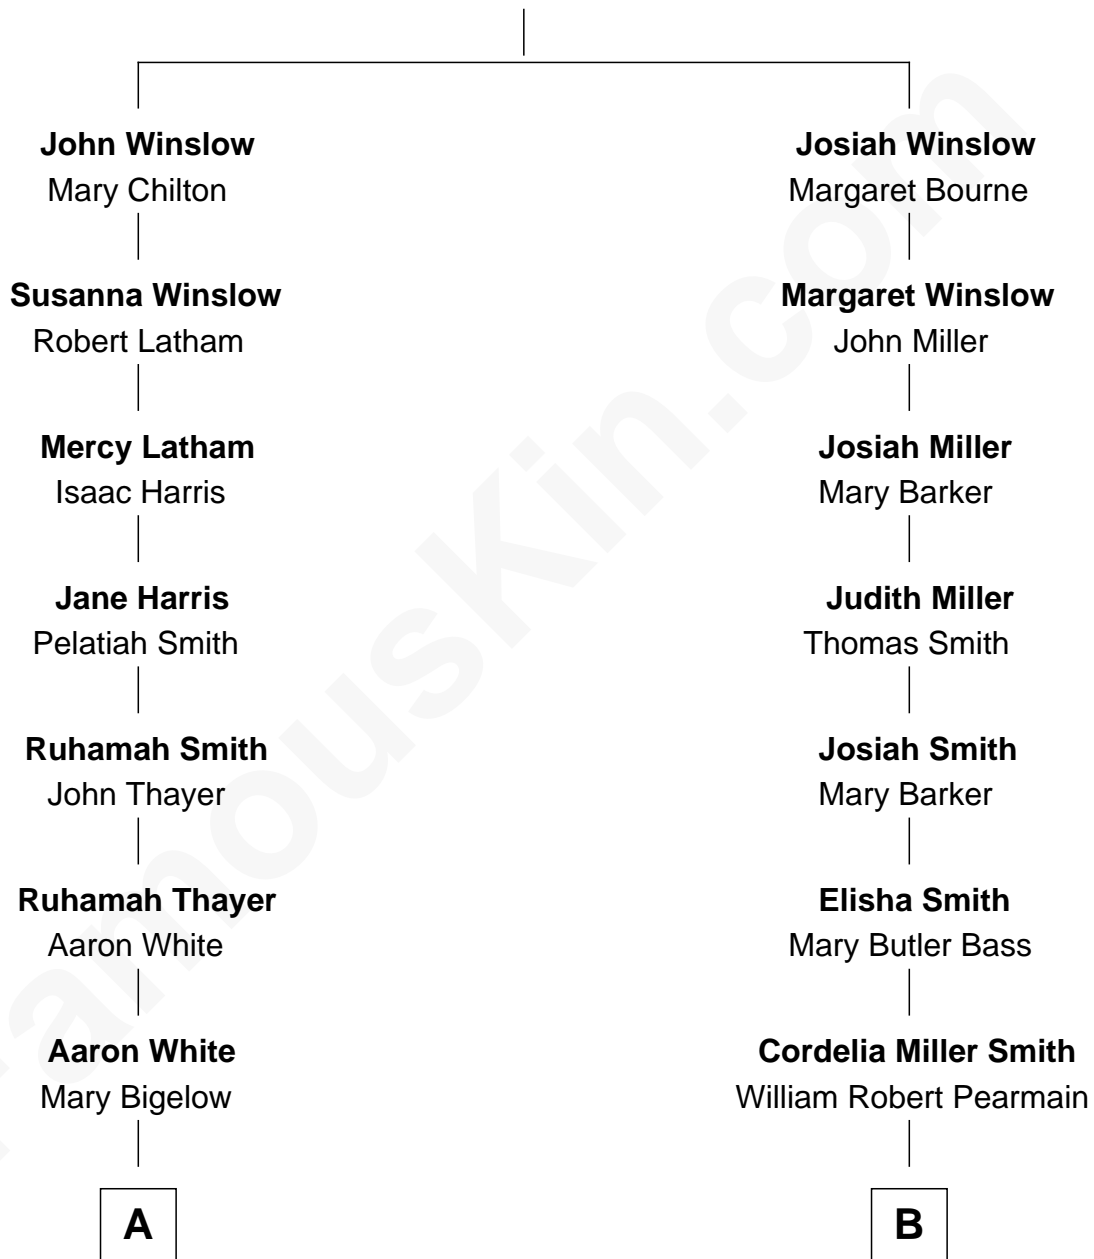 John Winslow
Mary Chilton
Susanna Winslow
Robert Latham
Mercy Latham
Isaac Harris
Jane Harris
Pelatiah Smith
Ruhamah Smith
John Thayer
Ruhamah Thayer
Aaron White
Aaron White
Mary Bigelow
A
Josiah Winslow
Margaret Bourne
Margaret Winslow
John Miller
Josiah Miller
Mary Barker
Judith Miller
Thomas Smith
Josiah Smith
Mary Barker
Elisha Smith
Mary Butler Bass
Cordelia Miller Smith
William Robert Pearmain
B
FamousKin.com